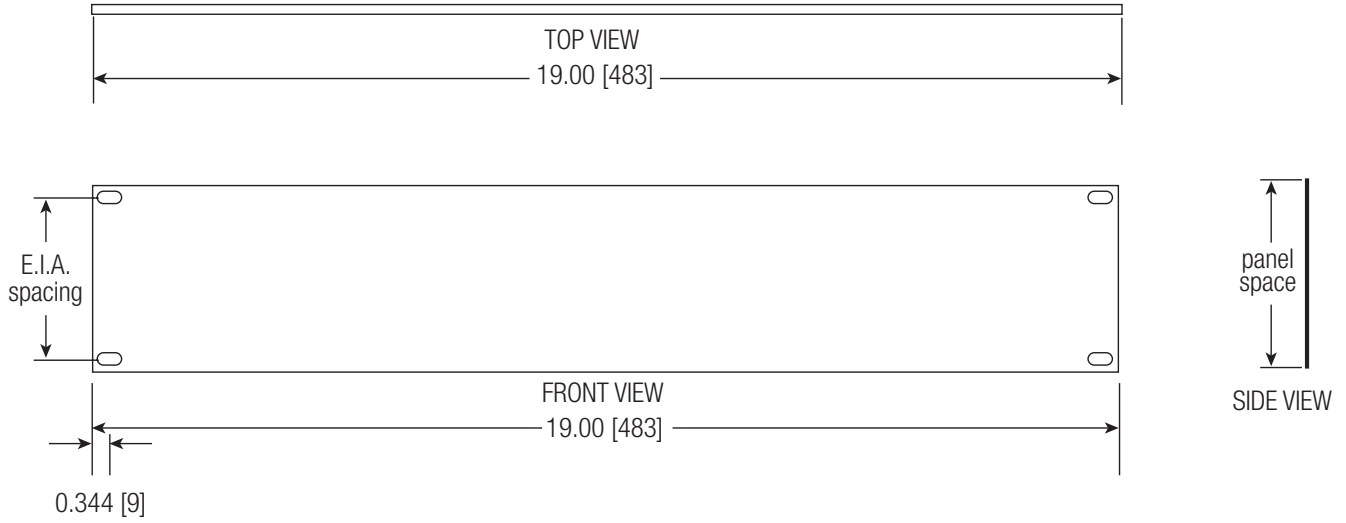 TOP VIEW
19.00 [483]
E.I.A.
spacing
panel
space
FRONT VIEW
19.00 [483]
SIDE VIEW
0.344 [9]